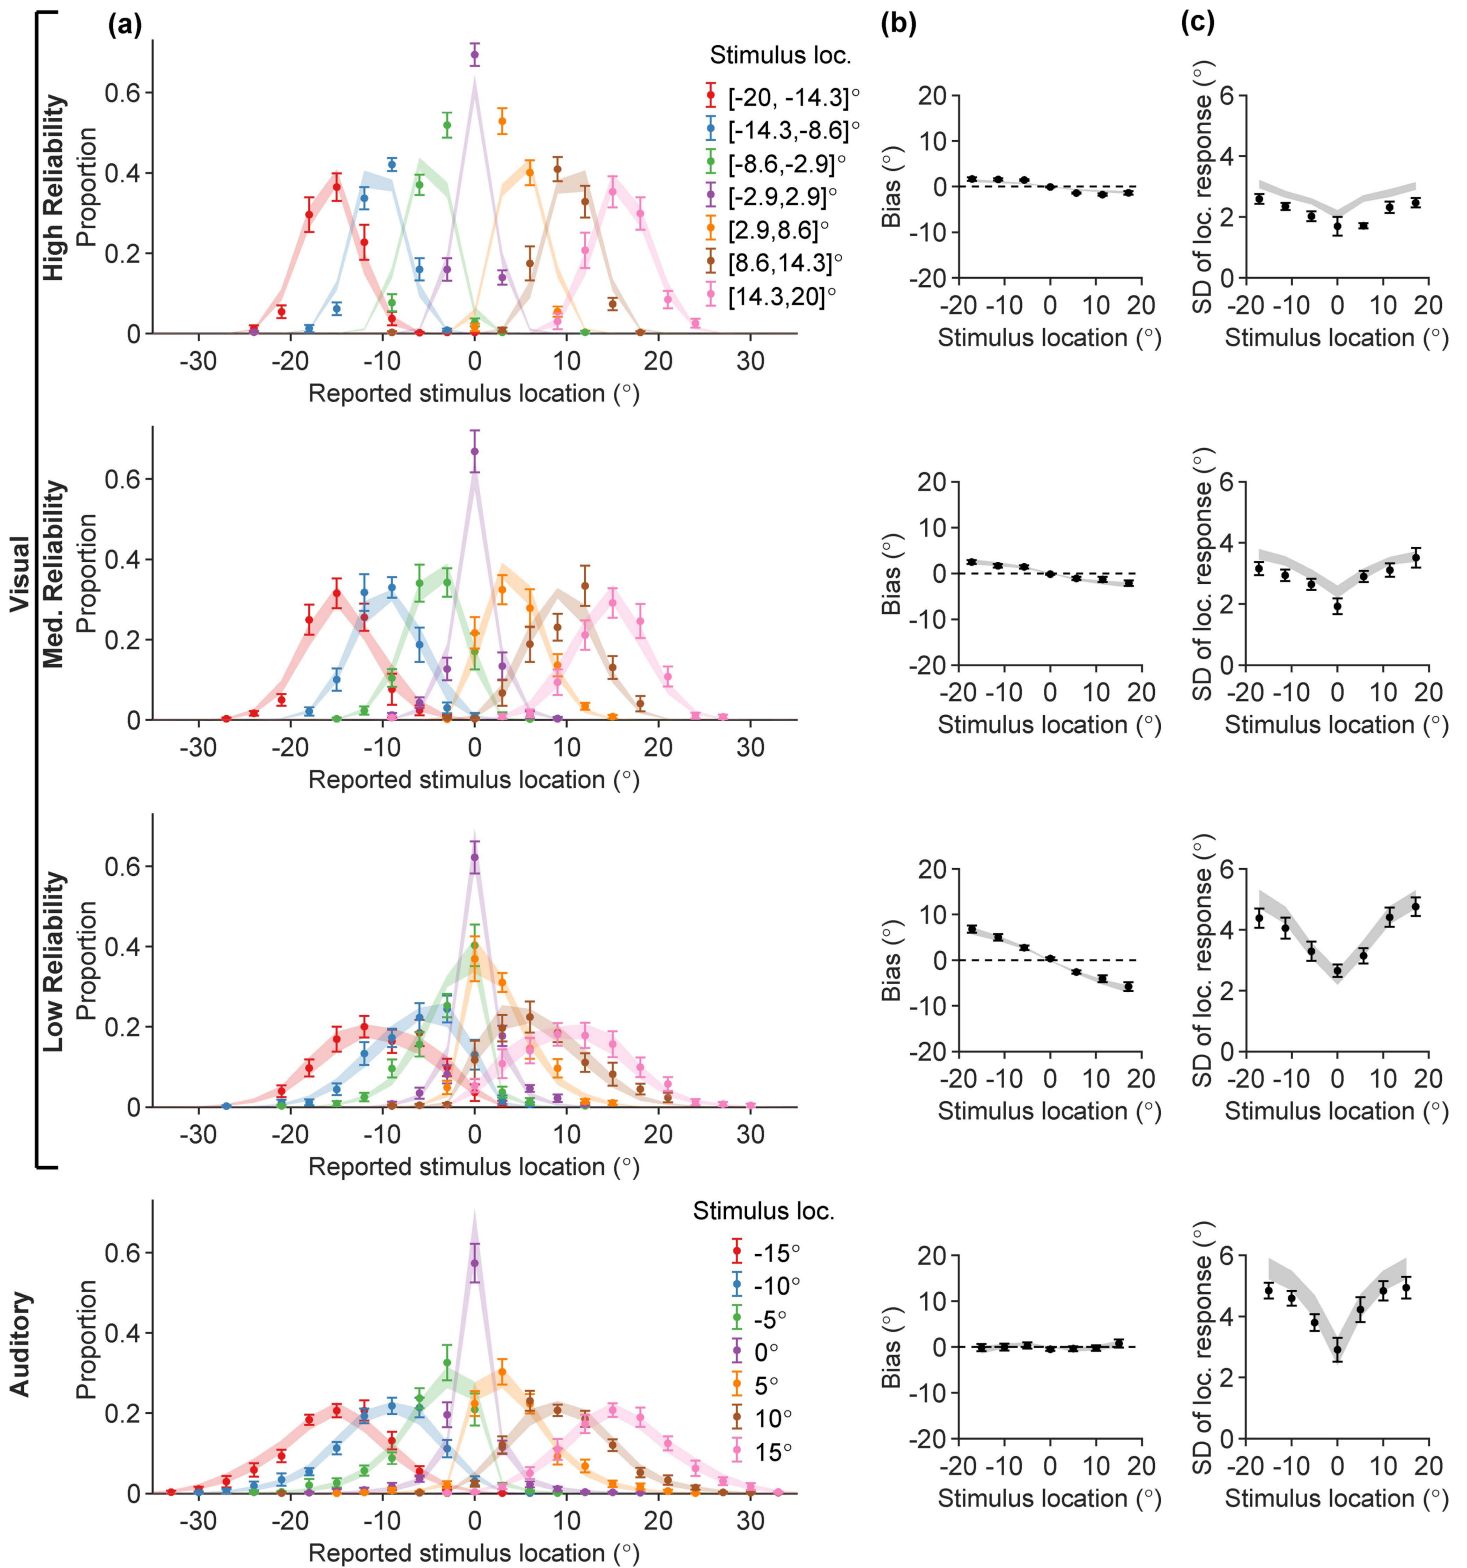 (a)
(b)
(c)
Visual
High Reliability
Proportion
0.6
0.4
0.2
0
-30 -20 -10 0 10 20 30
Reported stimulus location (°)
Stimulus loc.
[-20, -14.3]°
[-14.3,-8.6]°
[-8.6,-2.9]°
[-2.9,2.9]°
[2.9,8.6]°
[8.6,14.3]°
[14.3,20]°
Bias (°)
20
10
0
-10
-20
-20 -10 0 10 20
Stimulus location (°)
SD of loc. response (°)
6
4
2
0
-20 -10 0 10 20
Stimulus location (°)
Med. Reliability
Proportion
0.6
0.4
0.2
0
-30 -20 -10 0 10 20 30
Reported stimulus location (°)
Bias (°)
20
10
0
-10
-20
-20 -10 0 10 20
Stimulus location (°)
SD of loc. response (°)
6
4
2
0
-20 -10 0 10 20
Stimulus location (°)
Low Reliability
Proportion
0.6
0.4
0.2
0
-30 -20 -10 0 10 20 30
Reported stimulus location (°)
Bias (°)
20
10
0
-10
-20
-20 -10 0 10 20
Stimulus location (°)
SD of loc. response (°)
6
4
2
0
-20 -10 0 10 20
Stimulus location (°)
Auditory
Proportion
0.6
0.4
0.2
0
-30 -20 -10 0 10 20 30
Reported stimulus location (°)
Stimulus loc.
-15°
-10°
-5°
0°
5°
10°
15°
Bias (°)
20
10
0
-10
-20
-20 -10 0 10 20
Stimulus location (°)
SD of loc. response (°)
6
4
2
0
-20 -10 0 10 20
Stimulus location (°)